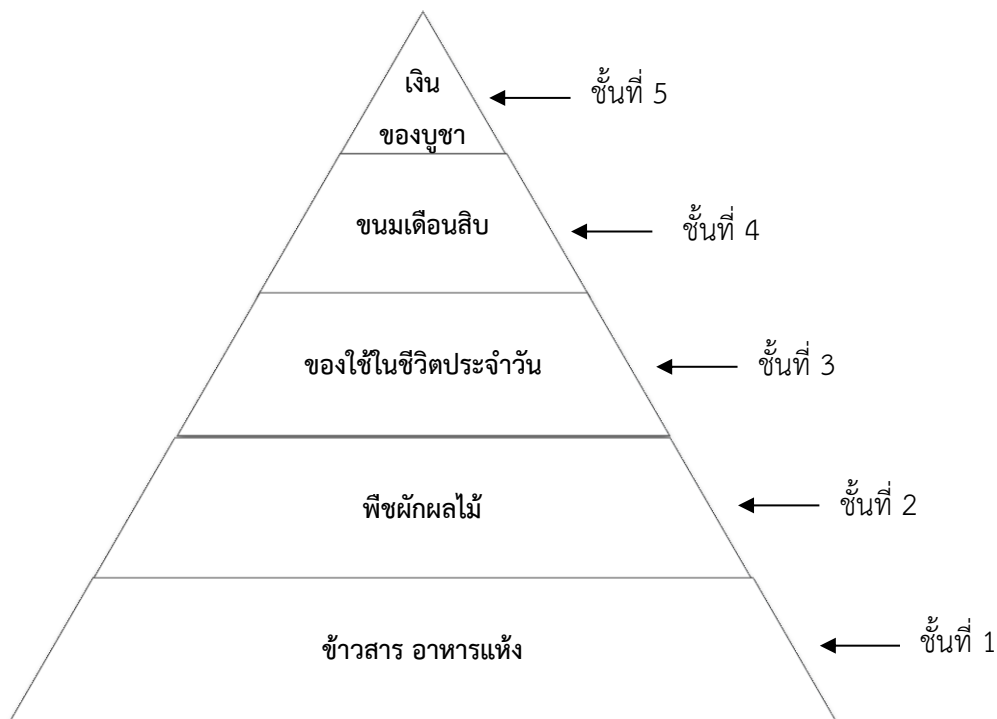 เงิน
ของบูชา
ชั้นที่ 5
ขนมเดือนสิบ
ชั้นที่ 4
ของใช้ในชีวิตประจำวัน
ชั้นที่ 3
พืชผักผลไม้
ชั้นที่ 2
ข้าวสาร อาหารแห้ง
ชั้นที่ 1